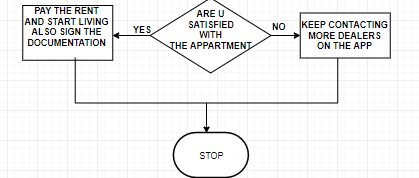 PAY THE RENT
AND START LIVING
ALSO SIGN THE
DOCUMENTATION
YES
ARE U
SATISFIED
WITH
THE APPARTMENT
NO
KEEP CONTACTING
MORE DEALERS
ON THE APP
STOP